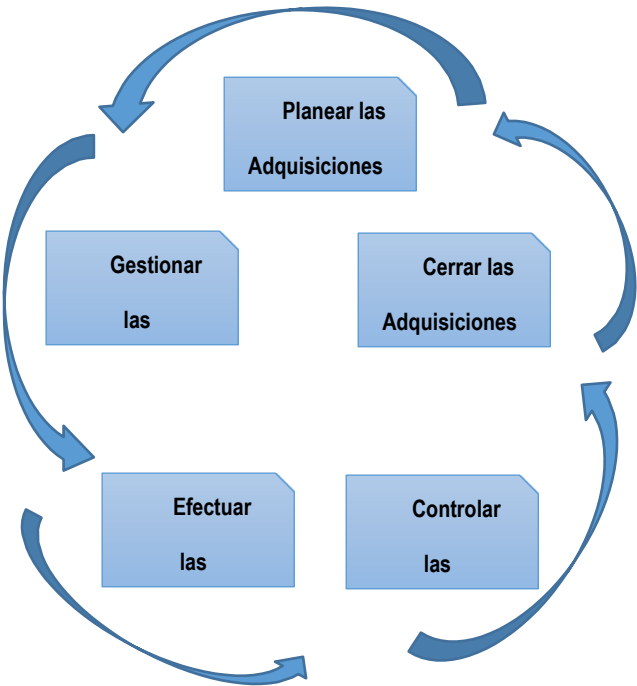 Planear las
Adquisiciones
Gestionar
las
Cerrar las
Adquisiciones
Efectuar
las
Controlar
las